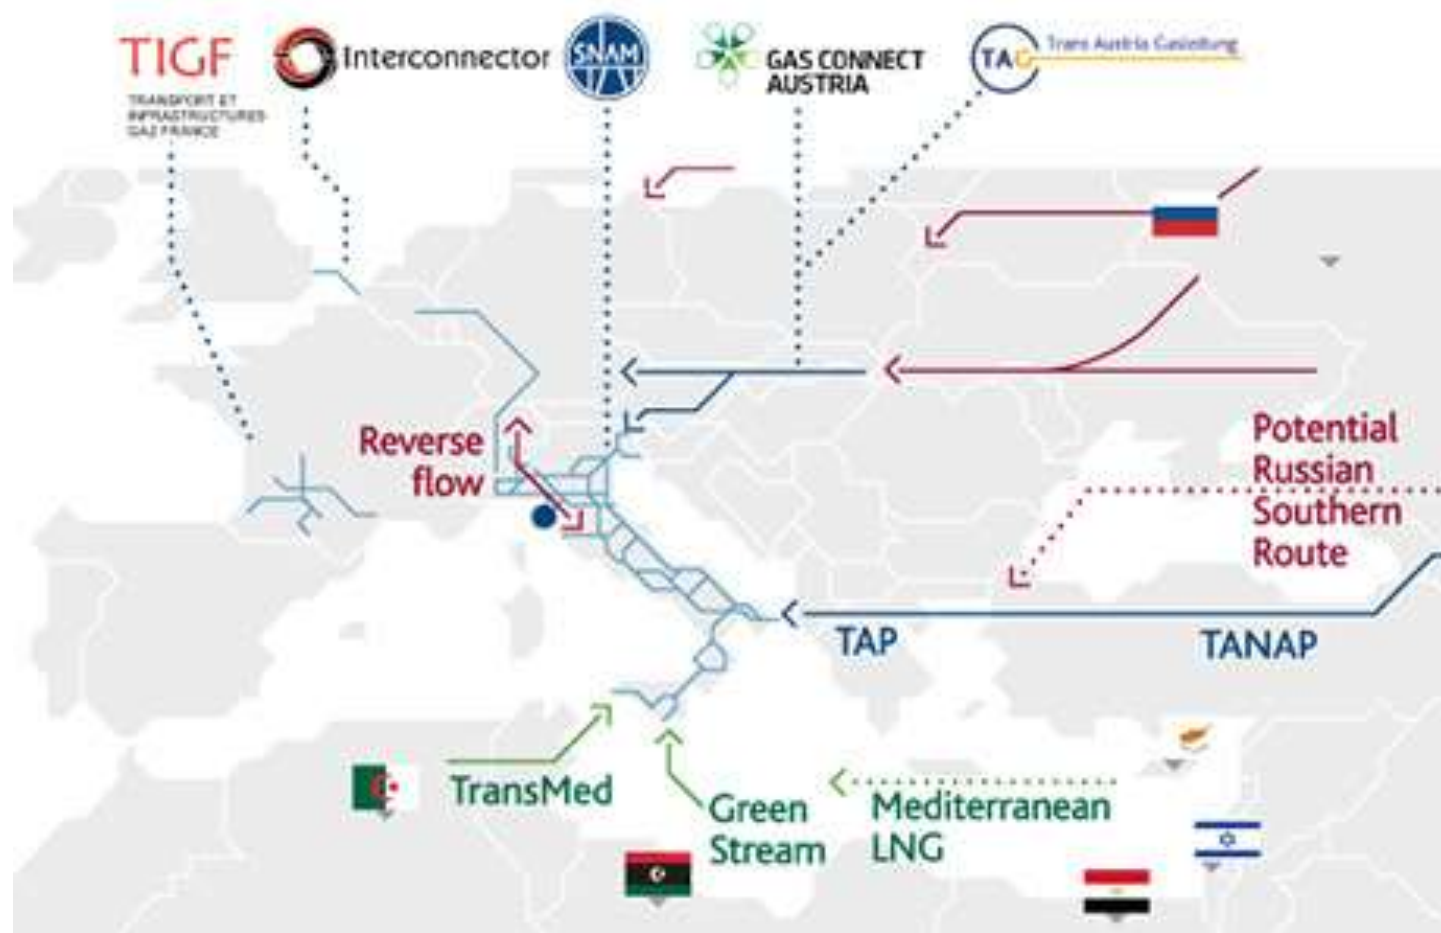 TIGF
TRANSPORT ET
INFRASTRUCTURES
GAZ FRANCE
Interconnector
SNAM
GAS CONNECT
AUSTRIA
TAG
Trans Austria Gasleitung
Reverse
flow
Potential
Russian
Southern
Route
TAP
TANAP
TransMed
Green
Stream
Mediterranean
LNG